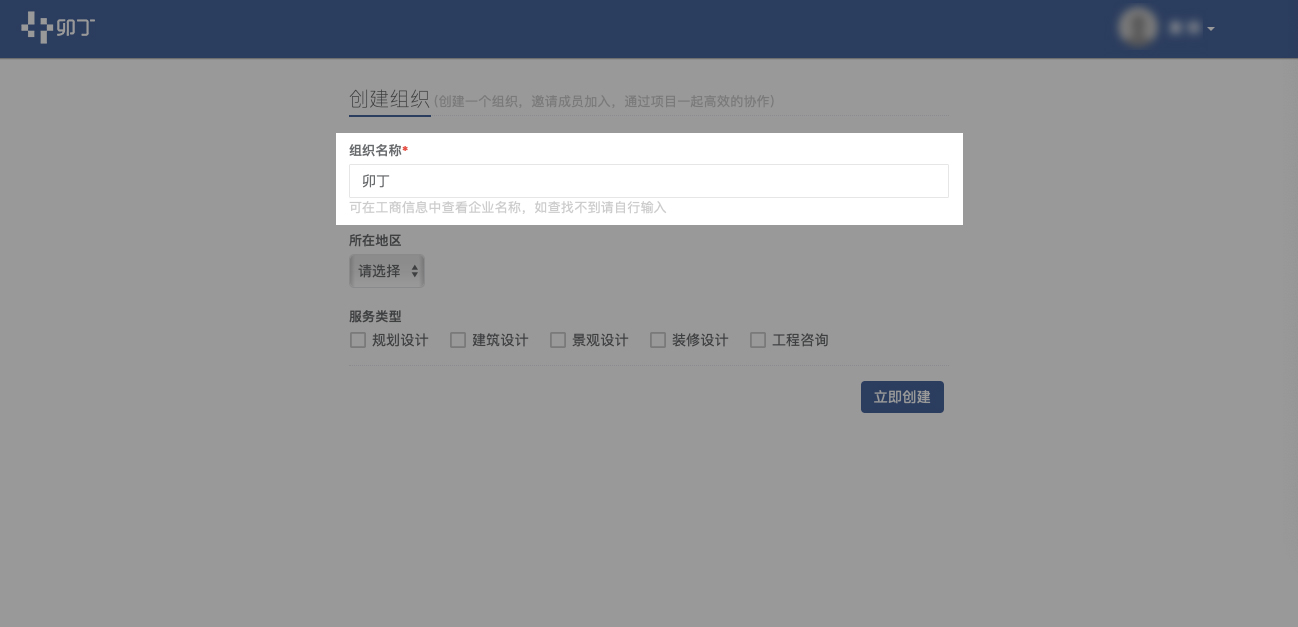 卯丁
创建组织 (创建一个组织，邀请成员加入，通过项目一起高效的协作)
组织名称*
卯丁
可在工商信息中查看企业名称，如查找不到请自行输入
所在地区
请选择
服务类型
规划设计 建筑设计 景观设计 装修设计 工程咨询
立即创建